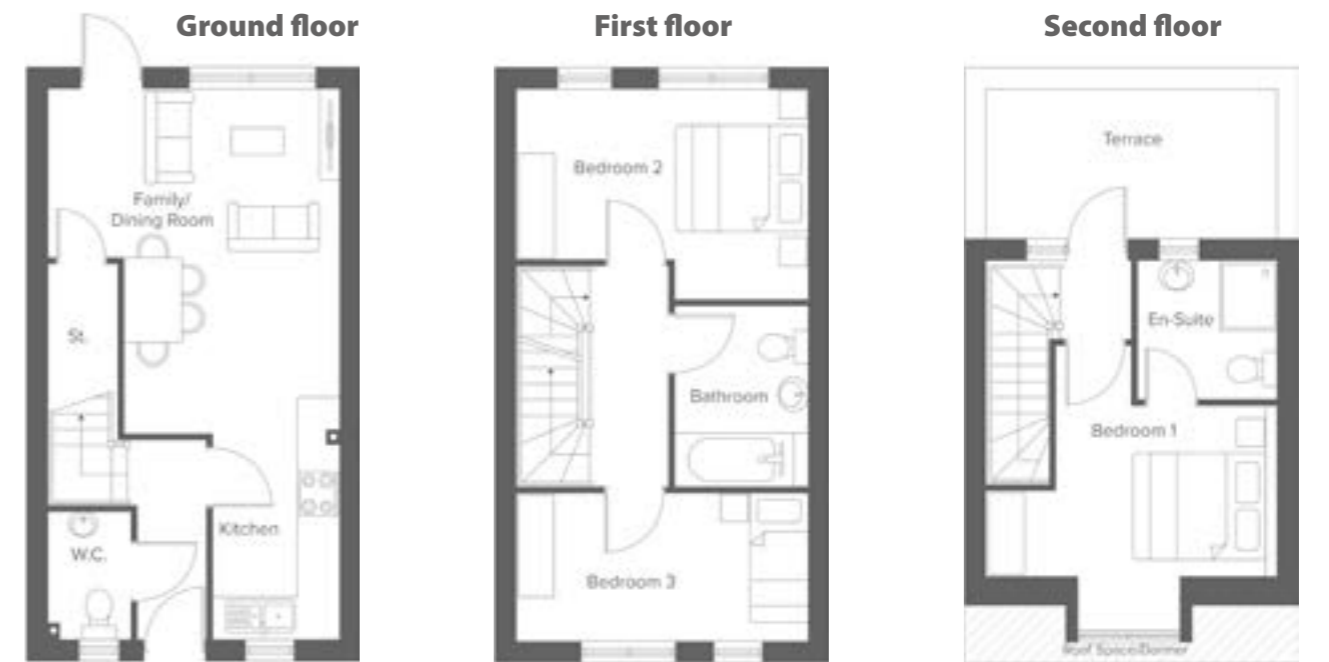 Ground floor
Family/
Dining Room
St.
Kitchen
W.C.
First floor
Bedroom 2
Bathroom
Bedroom 3
Second floor
Terrace
En-Suite
Bedroom 1
Roof Space/Dormer